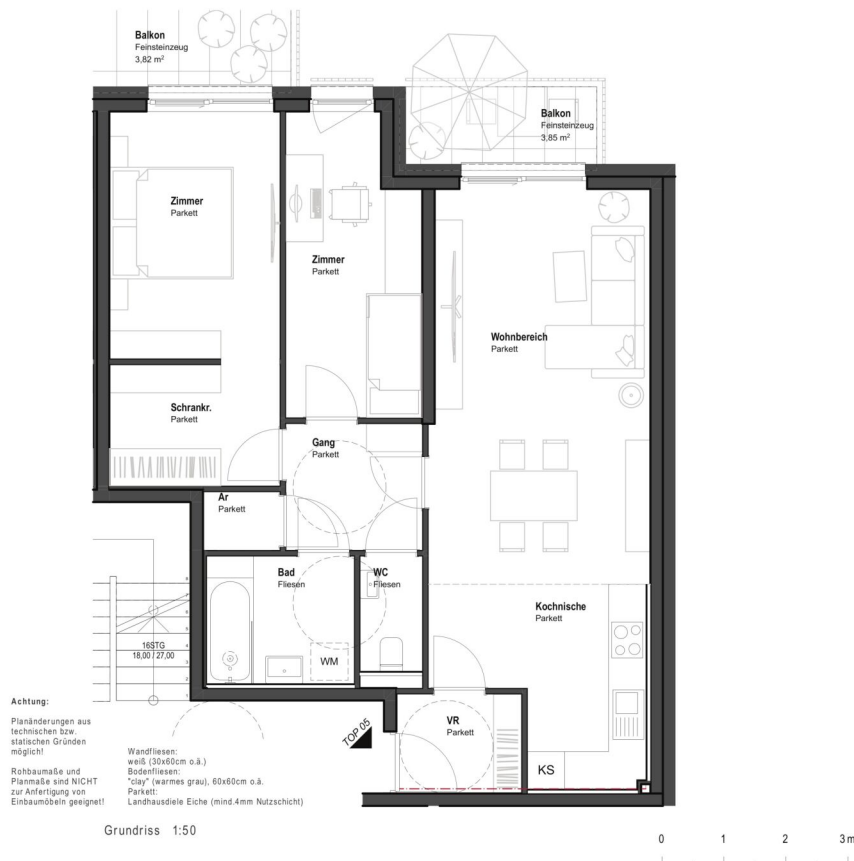 Balkon
Feinsteinzeug
3,82 m²
Balkon
Feinsteinzeug
3,85 m²
Zimmer
Parkett
Zimmer
Parkett
Wohnbereich
Parkett
Schrankr.
Parkett
Gang
Parkett
Ar
Parkett
Bad
Fliesen
WC
Fliesen
Kochnische
Parkett
16STG
18,00 / 27,00
WM
VR
Parkett
TOP 05
KS
Achtung:
Planänderungen aus
technischen bzw.
statischen Gründen
möglich!
Rohbaumaße und
Planmaße sind NICHT
zur Anfertigung von
Einbaumöbeln geeignet!
Wandfliesen:
weiß (30x60cm o.ä.)
Bodenfliesen:
"clay" (warmes grau), 60x60cm o.ä.
Parkett:
Landhausdiele Eiche (mind.4mm Nutzschicht)
Grundriss 1:50
0 1 2 3 m